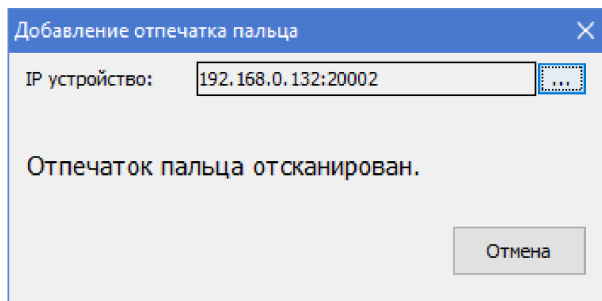 Добавление отпечатка пальца
IP устройство: 192.168.0.132:20002 ...
Отпечаток пальца отсканирован.
Отмена